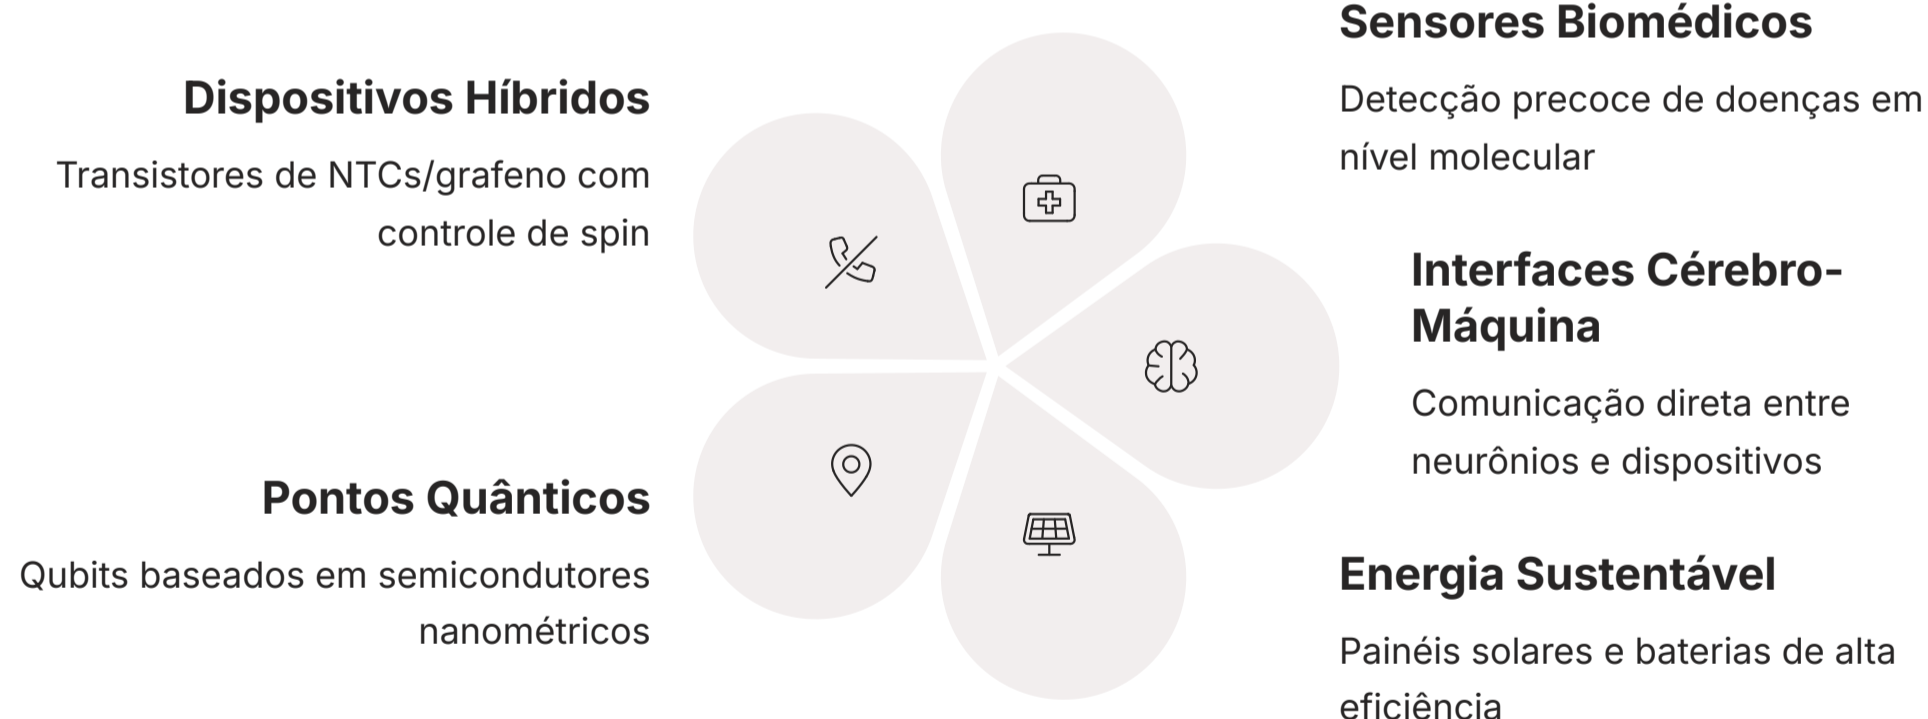 Dispositivos Híbridos
Transistores de NTCs/grafeno com
controle de spin
Pontos Quânticos
Qubits baseados em semicondutores
nanométricos
Sensores Biomédicos
Detecção precoce de doenças em
nível molecular
Interfaces Cérebro-
Máquina
Comunicação direta entre
neurônios e dispositivos
Energia Sustentável
Painéis solares e baterias de alta
eficiência